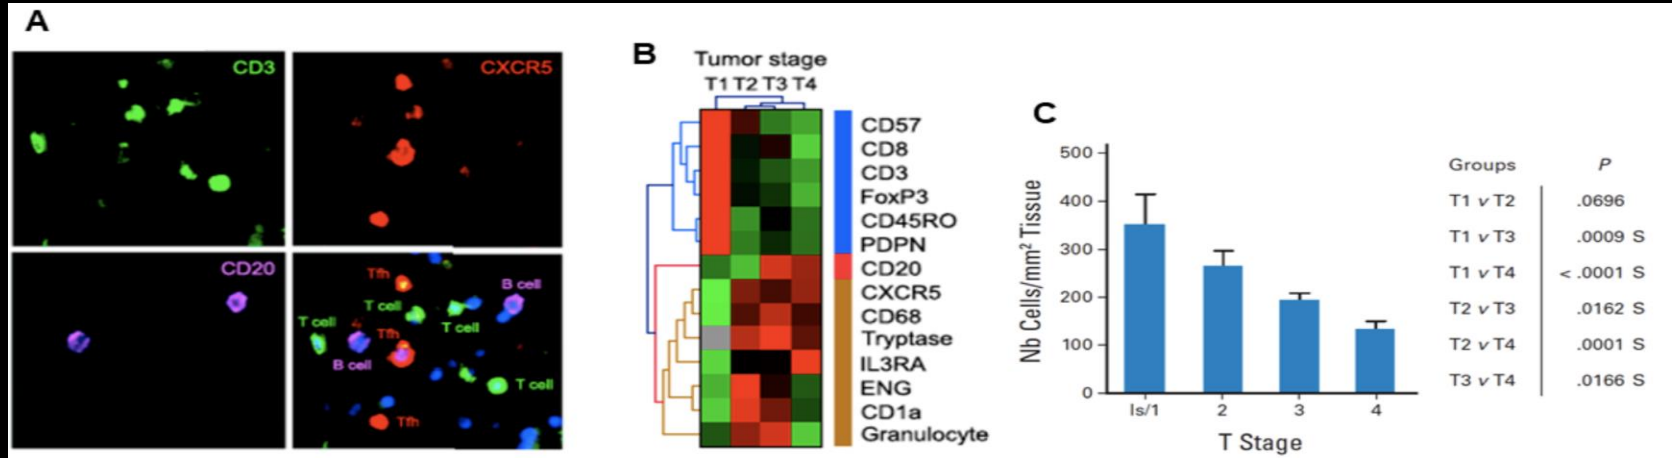 A
CD3
CXCR5
CD20
Tfh
B cell
T cell
T cell
T cell
Tfh
B cell
T cell
Tfh
B
Tumor stage
T1 T2 T3 T4
CD57
CD8
CD3
FoxP3
CD45RO
PDPN
CD20
CXCR5
CD68
Tryptase
IL3RA
ENG
CD1a
Granulocyte
C
Nb Cells/mm² Tissue
500
400
300
200
100
0
Is/1 2 3 4
T Stage
Groups P
T1 v T2 .0696
T1 v T3 .0009 S
T1 v T4 < .0001 S
T2 v T3 .0162 S
T2 v T4 .0001 S
T3 v T4 .0166 S